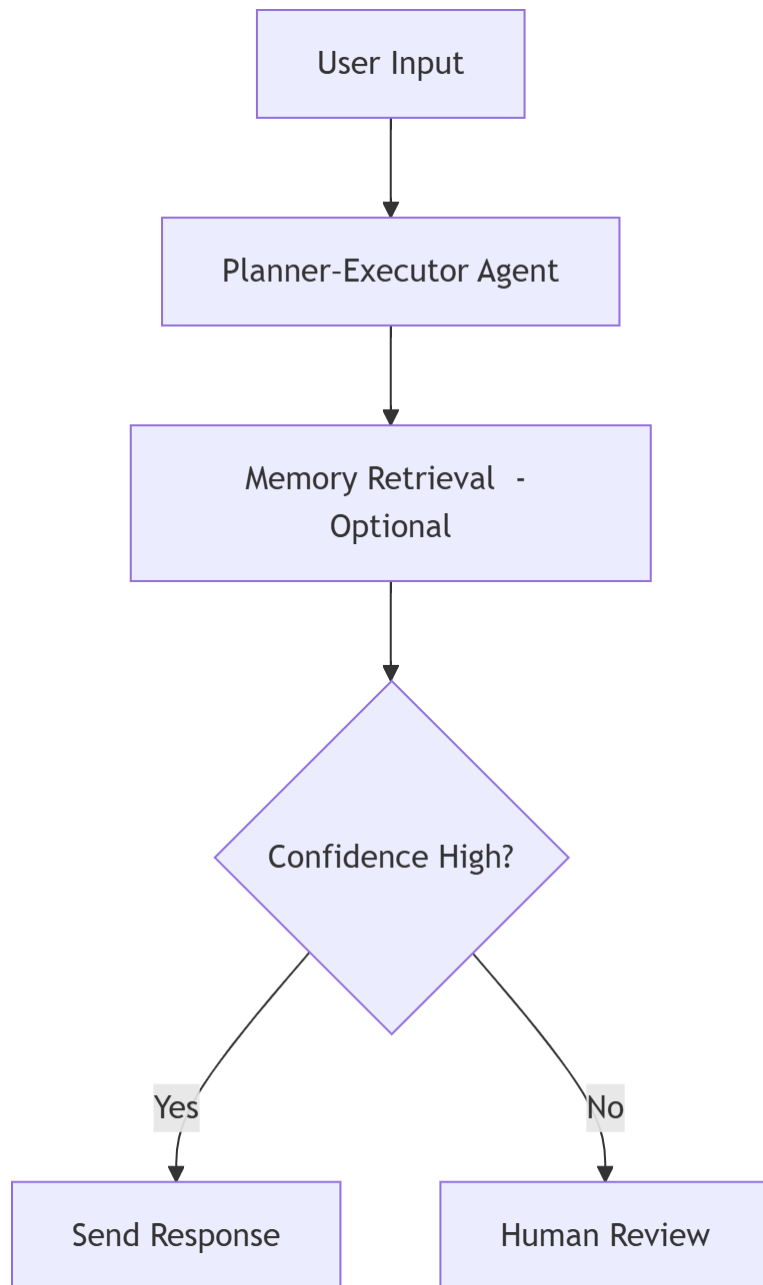 User Input
Planner-Executor Agent
Memory Retrieval  -
Optional
Confidence High?
Yes
No
Send Response
Human Review